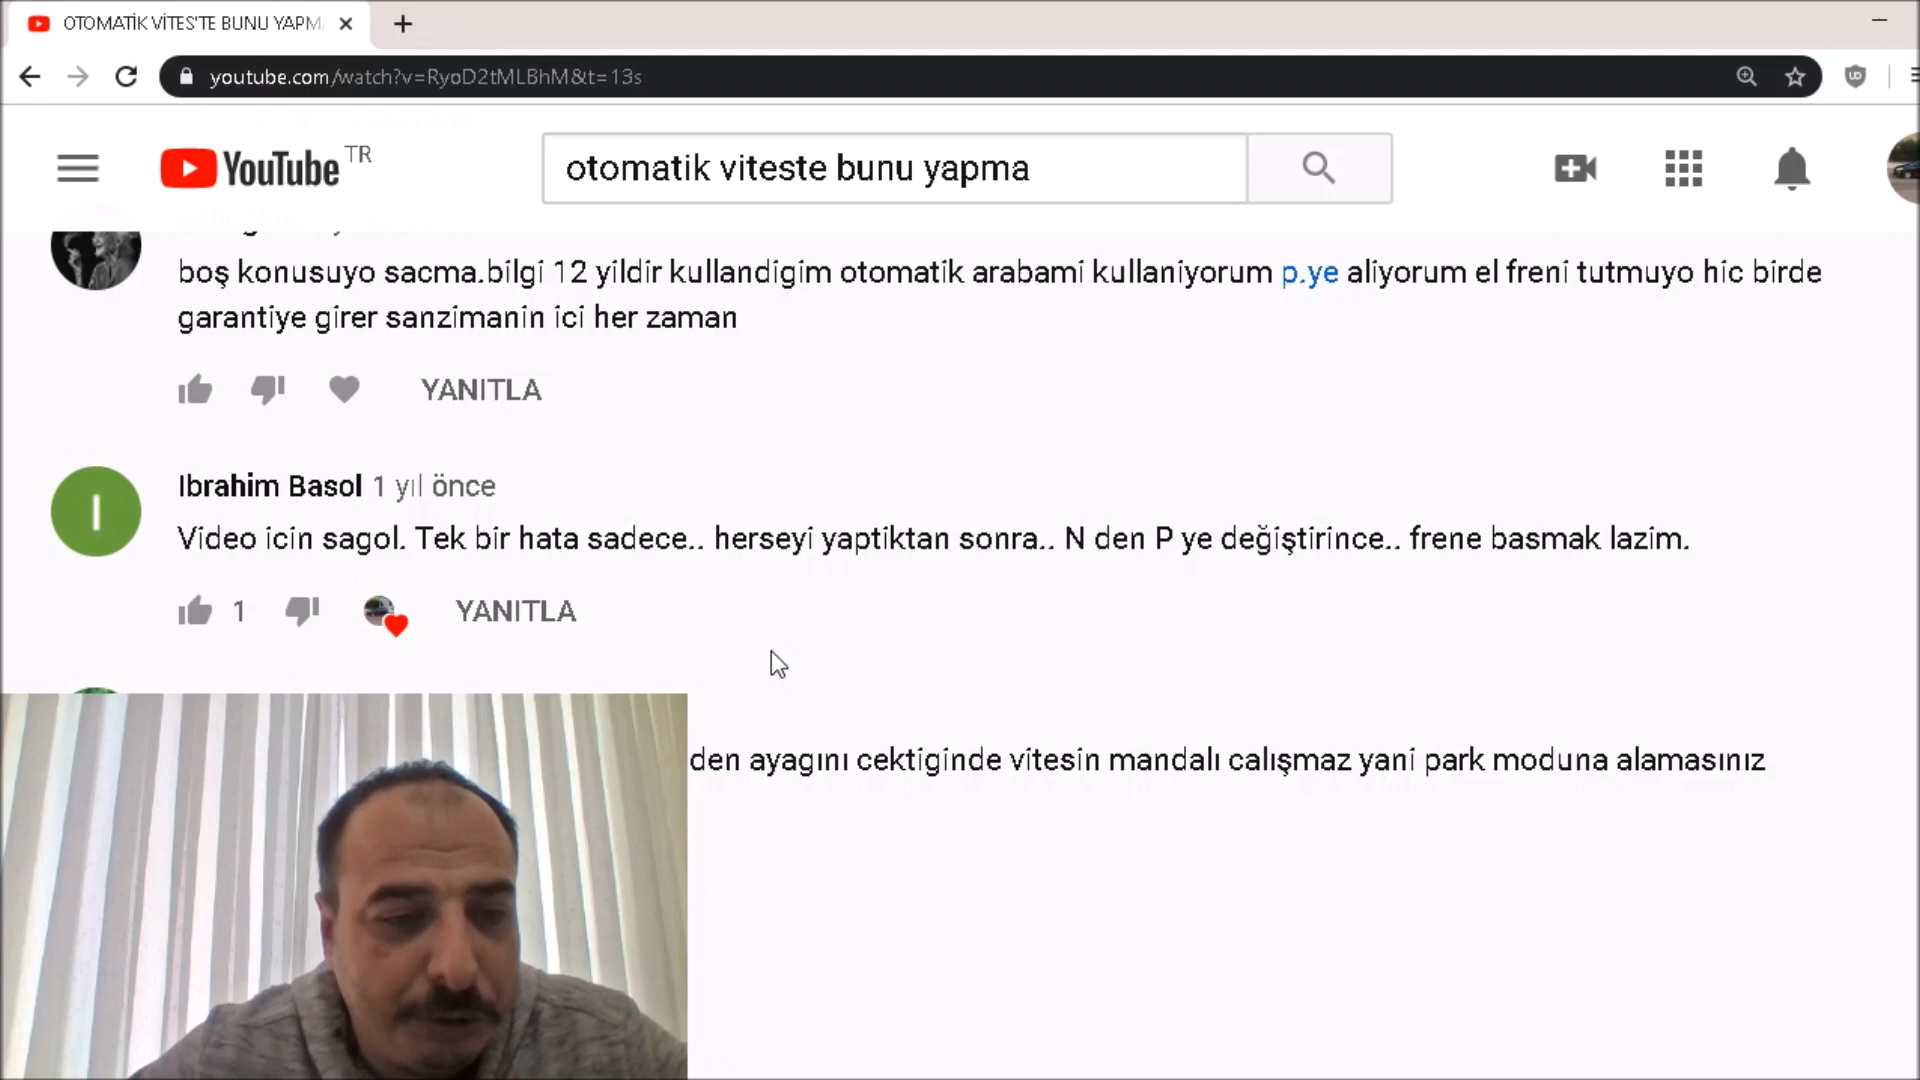 OTOMATİK VİTES'TE BUNU YAPM
youtube.com/watch?v=RyoD2tMLBhM&t=13s
YouTube TR
otomatik viteste bunu yapma
boş konusuyo sacma.bilgi 12 yildir kullandigim otomatik arabami kullaniyorum p.ye aliyorum el freni tutmuyo hic birde
garantiye girer sanzimanin ici her zaman
YANITLA
I
Ibrahim Basol 1 yıl önce
Video icin sagol. Tek bir hata sadece.. herseyi yaptiktan sonra.. N den P ye değiştirince.. frene basmak lazim.
1 YANITLA
den ayagını cektiginde vitesin mandalı calışmaz yani park moduna alamasınız